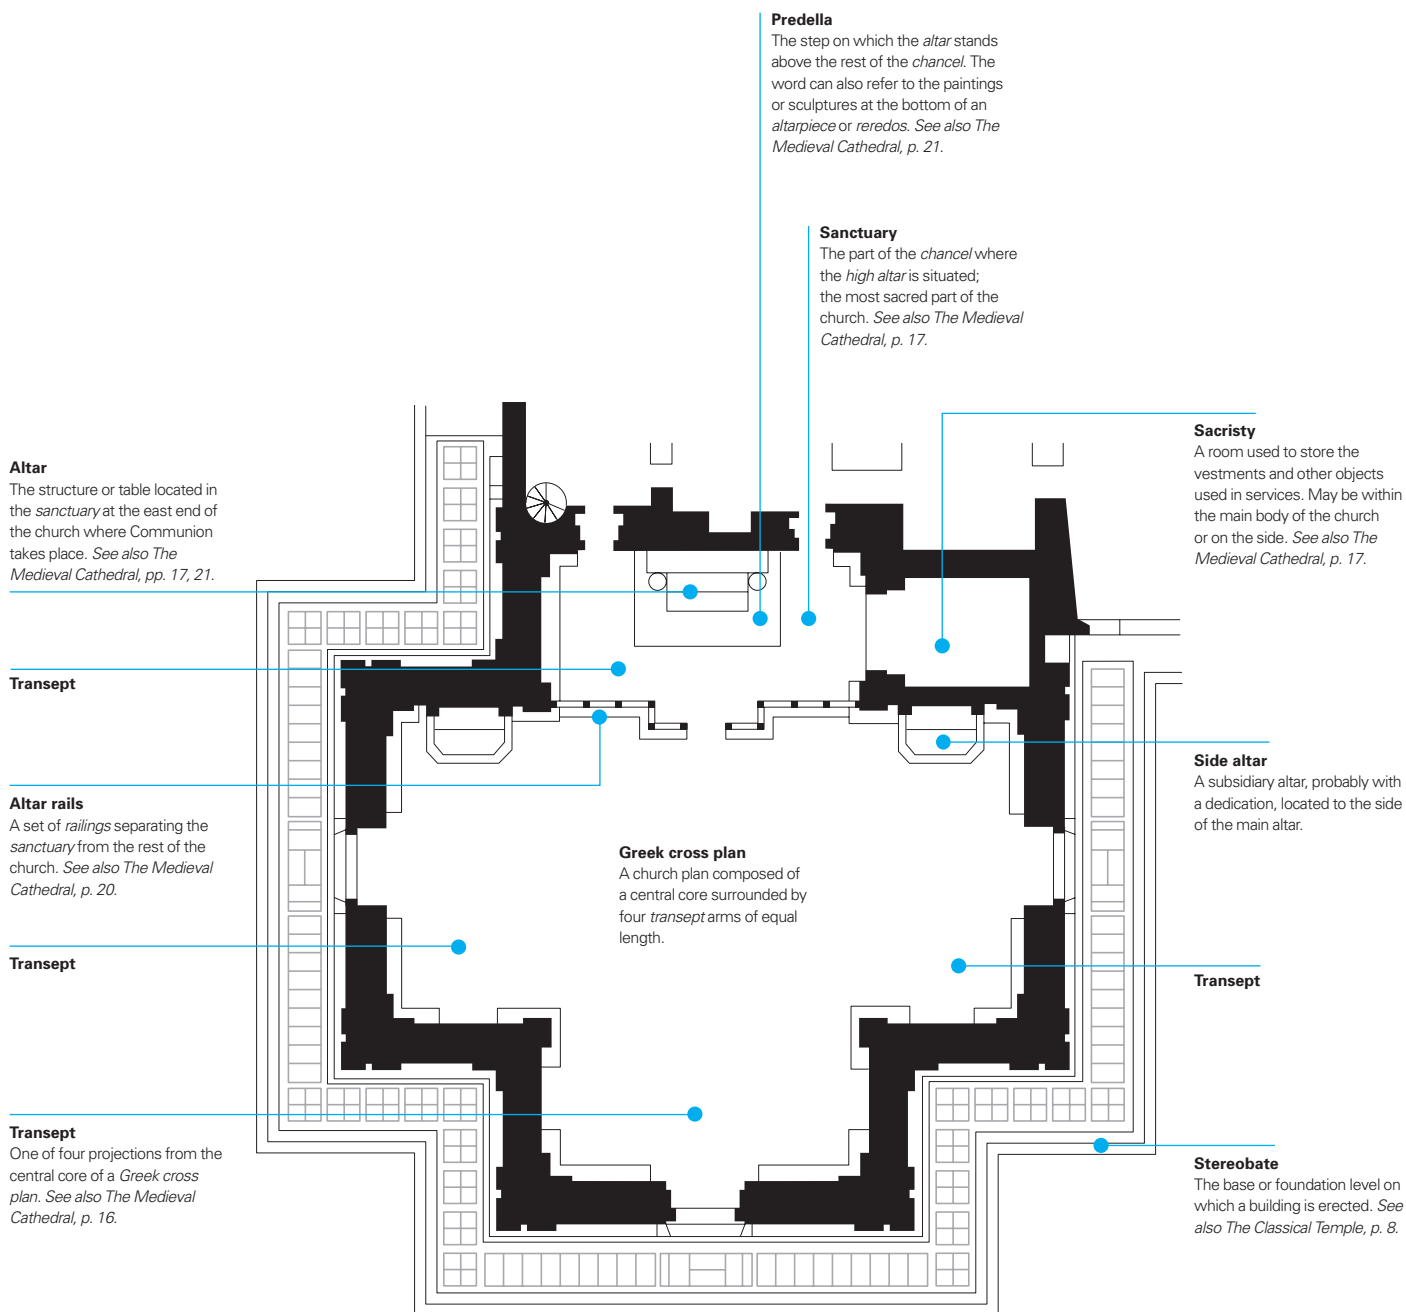 Predella
The step on which the altar stands
above the rest of the chancel. The
word can also refer to the paintings
or sculptures at the bottom of an
altarpiece or reredos. See also The
Medieval Cathedral, p. 21.
Sanctuary
The part of the chancel where
the high altar is situated;
the most sacred part of the
church. See also The Medieval
Cathedral, p. 17.
Sacristy
A room used to store the
vestments and other objects
used in services. May be within
the main body of the church
or on the side. See also The
Medieval Cathedral, p. 17.
Altar
The structure or table located in
the sanctuary at the east end of
the church where Communion
takes place. See also The
Medieval Cathedral, pp. 17, 21.
Transept
Side altar
A subsidiary altar, probably with
a dedication, located to the side
of the main altar.
Altar rails
A set of railings separating the
sanctuary from the rest of the
church. See also The Medieval
Cathedral, p. 20.
Greek cross plan
A church plan composed of
a central core surrounded by
four transept arms of equal
length.
Transept
Transept
Transept
One of four projections from the
central core of a Greek cross
plan. See also The Medieval
Cathedral, p. 16.
Stereobate
The base or foundation level on
which a building is erected. See
also The Classical Temple, p. 8.